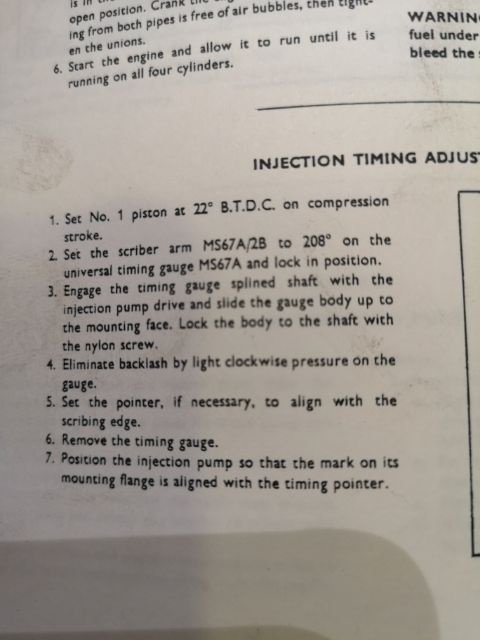 open position. Crank the
ing from both pipes is free of air bubbles, then tight-
en the unions.
6. Start the engine and allow it to run until it is
running on all four cylinders.
WARNIN
fuel under
bleed the
INJECTION TIMING ADJUS
1. Set No. 1 piston at 22° B.T.D.C. on compression
stroke.
2. Set the scriber arm MS67A/2B to 208° on the
universal timing gauge MS67A and lock in position.
3. Engage the timing gauge splined shaft with the
injection pump drive and slide the gauge body up to
the mounting face. Lock the body to the shaft with
the nylon screw.
4. Eliminate backlash by light clockwise pressure on the
gauge.
5. Set the pointer, if necessary, to align with the
scribing edge.
6. Remove the timing gauge.
7. Position the injection pump so that the mark on its
mounting flange is aligned with the timing pointer.